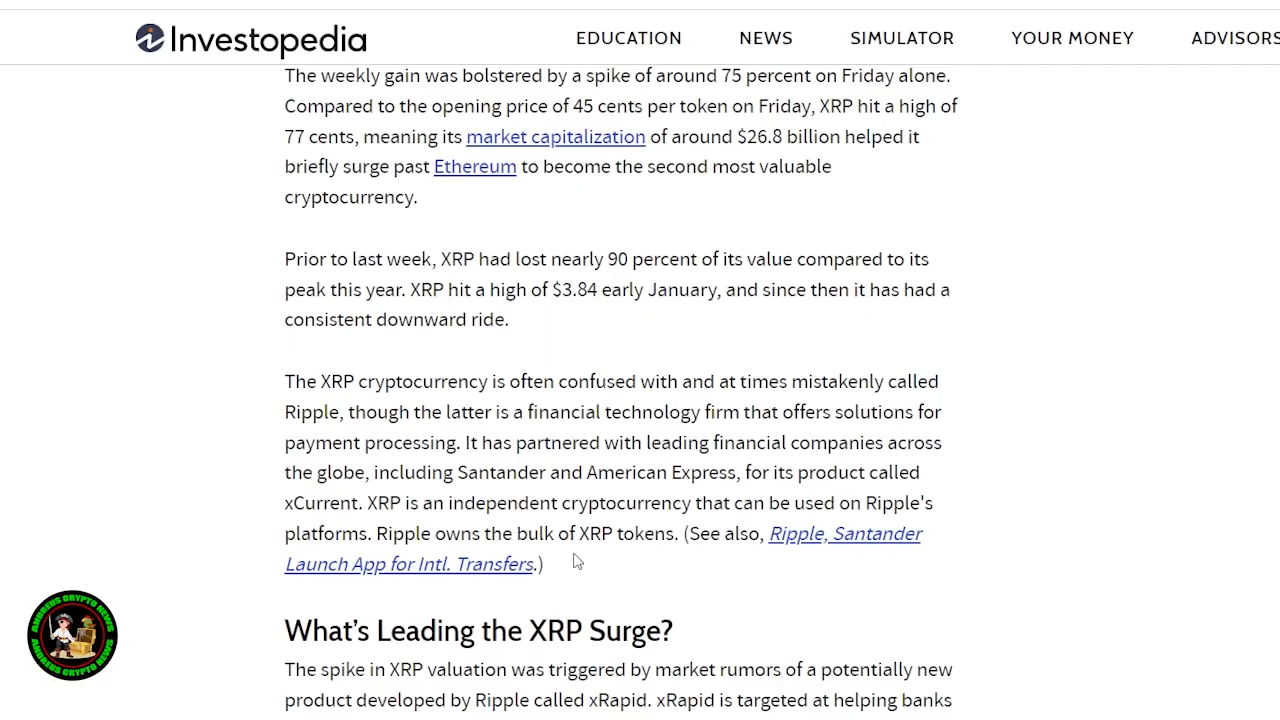 Investopedia
EDUCATION NEWS SIMULATOR YOUR MONEY ADVISORS
The weekly gain was bolstered by a spike of around 75 percent on Friday alone.
Compared to the opening price of 45 cents per token on Friday, XRP hit a high of
77 cents, meaning its market capitalization of around $26.8 billion helped it
briefly surge past Ethereum to become the second most valuable
cryptocurrency.
Prior to last week, XRP had lost nearly 90 percent of its value compared to its
peak this year. XRP hit a high of $3.84 early January, and since then it has had a
consistent downward ride.
The XRP cryptocurrency is often confused with and at times mistakenly called
Ripple, though the latter is a financial technology firm that offers solutions for
payment processing. It has partnered with leading financial companies across
the globe, including Santander and American Express, for its product called
xCurrent. XRP is an independent cryptocurrency that can be used on Ripple's
platforms. Ripple owns the bulk of XRP tokens. (See also, Ripple, Santander
Launch App for Intl. Transfers.)
What’s Leading the XRP Surge?
The spike in XRP valuation was triggered by market rumors of a potentially new
product developed by Ripple called xRapid. xRapid is targeted at helping banks
ANDREUS CRYPTO NEWS
ANDREUS CRYPTO NEWS